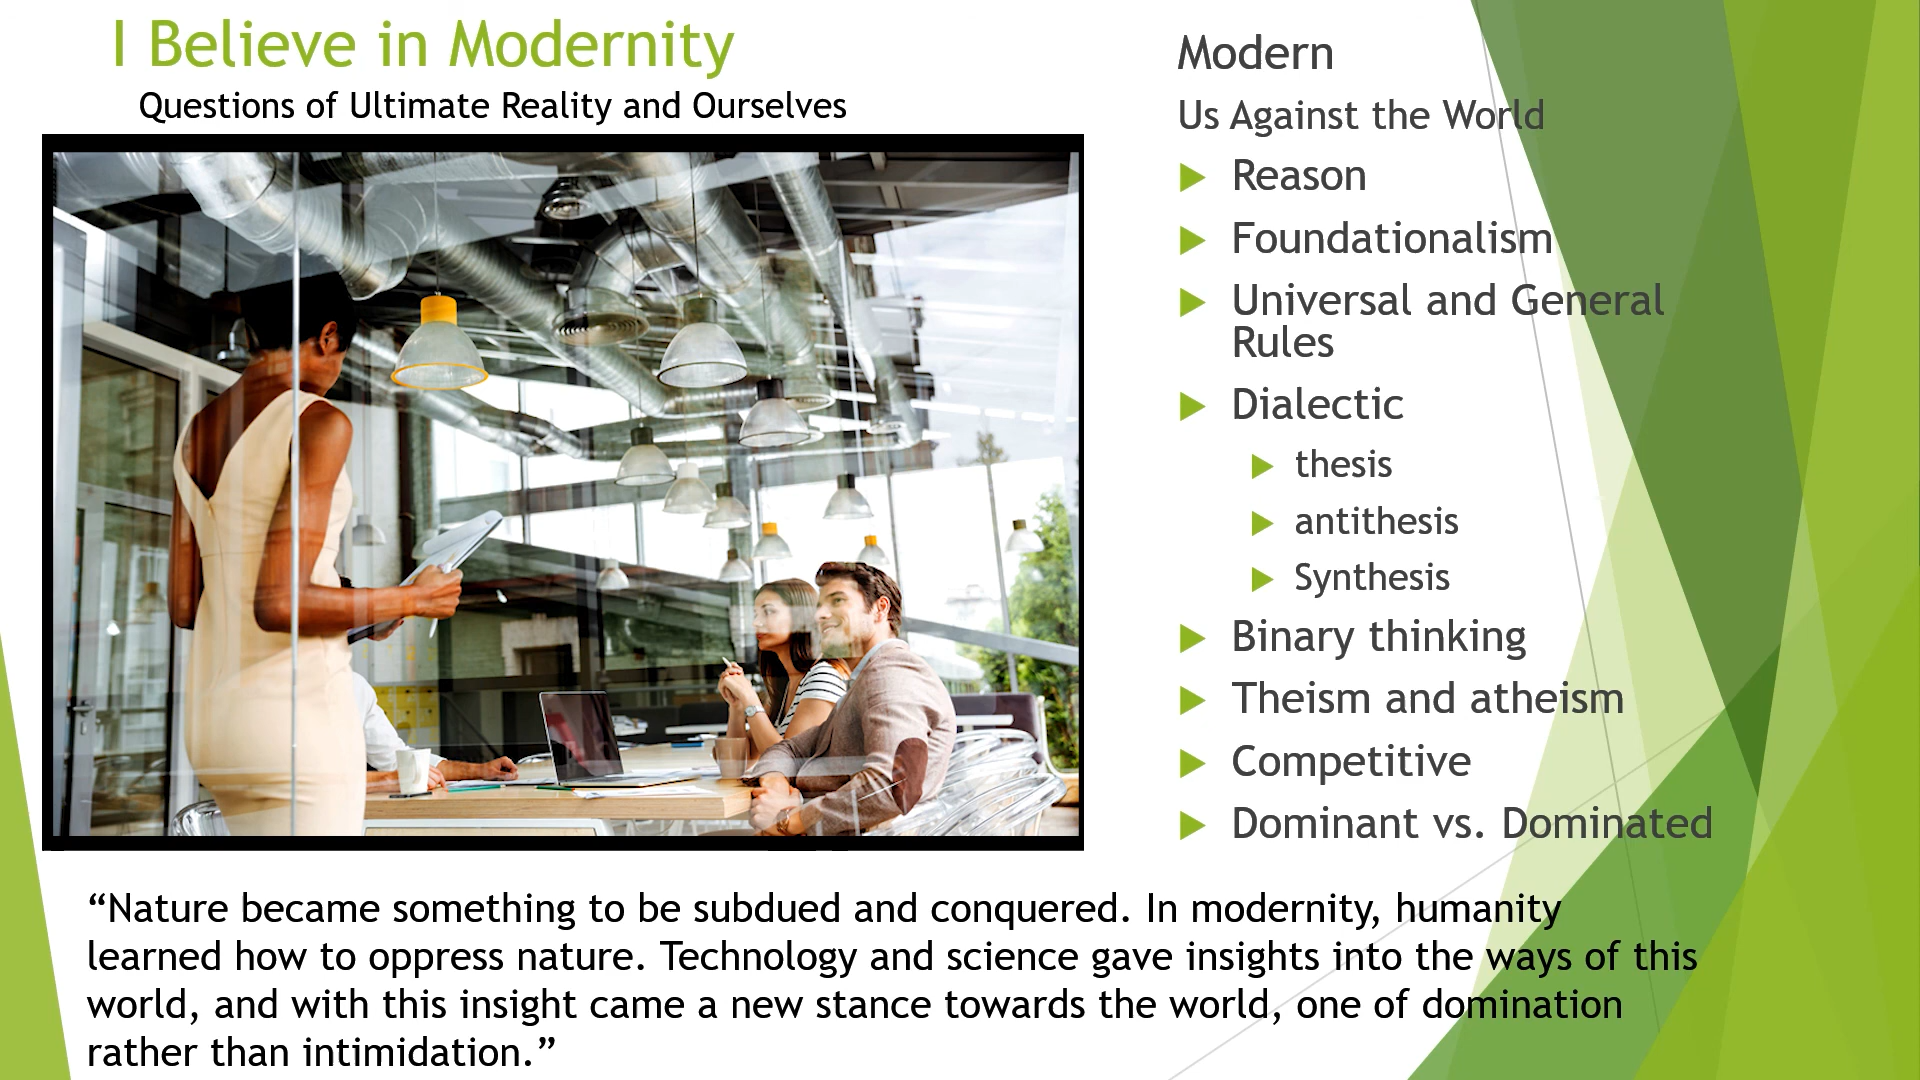 I Believe in Modernity
Questions of Ultimate Reality and Ourselves
Modern
Us Against the World
Reason
Foundationalism
Universal and General
Rules
Dialectic
thesis
antithesis
Synthesis
Binary thinking
Theism and atheism
Competitive
Dominant vs. Dominated
“Nature became something to be subdued and conquered. In modernity, humanity
learned how to oppress nature. Technology and science gave insights into the ways of this
world, and with this insight came a new stance towards the world, one of domination
rather than intimidation.”